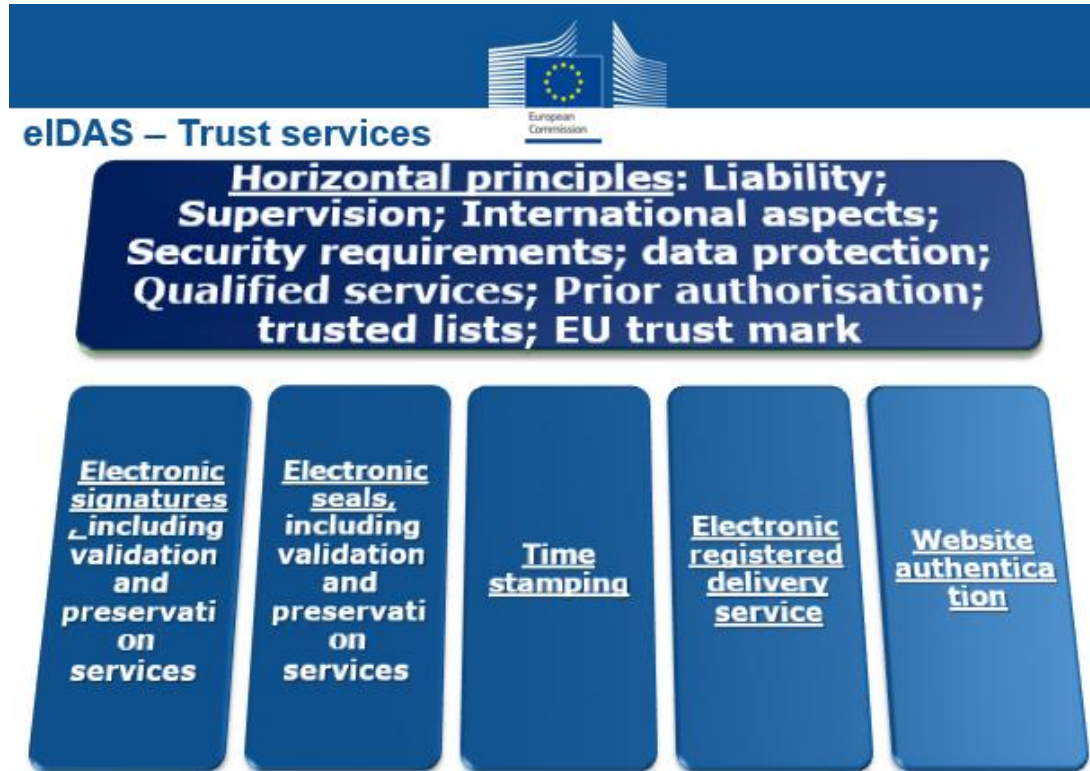 European
Commission
eIDAS – Trust services
Horizontal principles: Liability;
Supervision; International aspects;
Security requirements; data protection;
Qualified services; Prior authorisation;
trusted lists; EU trust mark
Electronic
signatures
, including
validation
and
preservati
on
services
Electronic
seals,
including
validation
and
preservati
on
services
Time
stamping
Electronic
registered
delivery
service
Website
authentica
tion